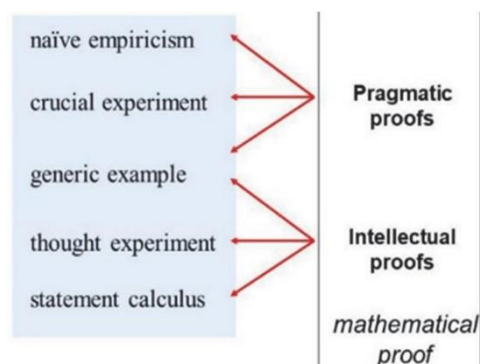 naïve empiricism
crucial experiment
generic example
thought experiment
statement calculus
Pragmatic
proofs
Intellectual
proofs
mathematical
proof